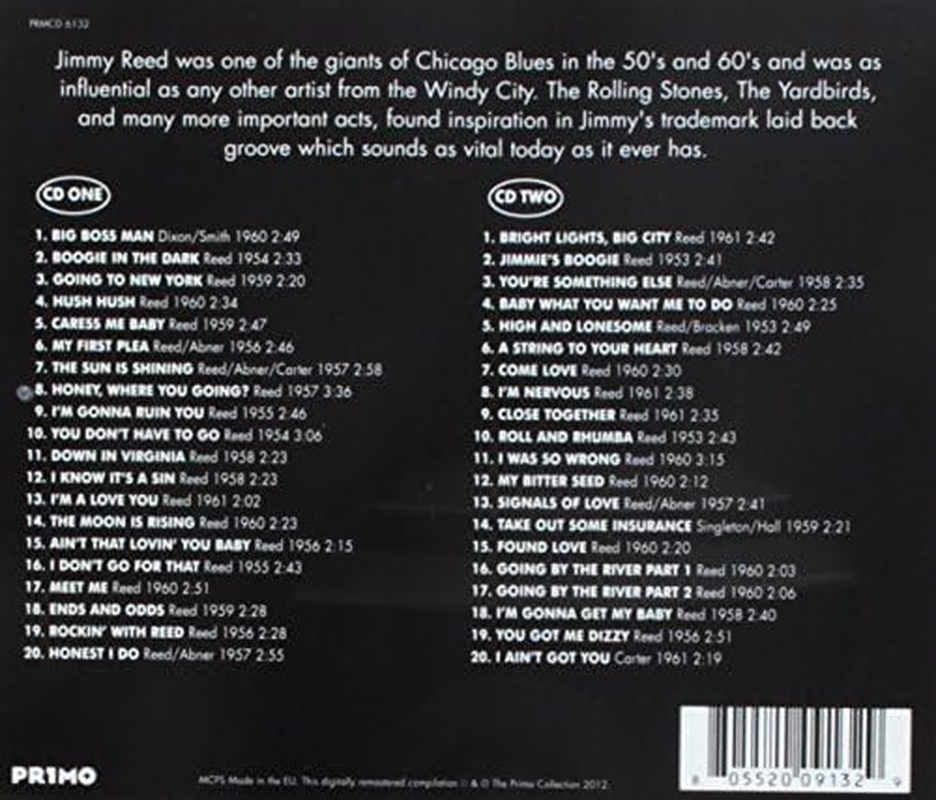 PRMCD 6132
Jimmy Reed was one of the giants of Chicago Blues in the 50's and 60's and was as
influential as any other artist from the Windy City. The Rolling Stones, The Yardbirds,
and many more important acts, found inspiration in Jimmy's trademark laid back
groove which sounds as vital today as it ever has.
CD ONE
1. BIG BOSS MAN Dixon/Smith 1960 2:49
2. BOOGIE IN THE DARK Reed 1954 2:33
3. GOING TO NEW YORK Reed 1959 2:20
4. HUSH HUSH Reed 1960 2:34
5. CARESS ME BABY Reed 1959 2:47
6. MY FIRST PLEA Reed/Abner 1956 2:46
7. THE SUN IS SHINING Reed/Abner/Carter 1957 2:58
8. HONEY, WHERE YOU GOING? Reed 1957 3:36
9. I'M GONNA RUIN YOU Reed 1955 2:46
10. YOU DON'T HAVE TO GO Reed 1954 3:06
11. DOWN IN VIRGINIA Reed 1958 2:23
12. I KNOW IT'S A SIN Reed 1958 2:23
13. I'M A LOVE YOU Reed 1961 2:02
14. THE MOON IS RISING Reed 1960 2:23
15. AIN'T THAT LOVIN' YOU BABY Reed 1956 2:15
16. I DON'T GO FOR THAT Reed 1955 2:43
17. MEET ME Reed 1960 2:51
18. ENDS AND ODDS Reed 1959 2:28
19. ROCKIN' WITH REED Reed 1956 2:28
20. HONEST I DO Reed/Abner 1957 2:55
CD TWO
1. BRIGHT LIGHTS, BIG CITY Reed 1961 2:42
2. JIMMIE'S BOOGIE Reed 1953 2:41
3. YOU'RE SOMETHING ELSE Reed/Abner/Carter 1958 2:35
4. BABY WHAT YOU WANT ME TO DO Reed 1960 2:25
5. HIGH AND LONESOME Reed/Bracken 1953 2:49
6. A STRING TO YOUR HEART Reed 1958 2:42
7. COME LOVE Reed 1960 2:30
8. I'M NERVOUS Reed 1961 2:38
9. CLOSE TOGETHER Reed 1961 2:35
10. ROLL AND RHUMBA Reed 1953 2:43
11. I WAS SO WRONG Reed 1960 3:15
12. MY BITTER SEED Reed 1960 2:12
13. SIGNALS OF LOVE Reed/Abner 1957 2:41
14. TAKE OUT SOME INSURANCE Singleton/Hall 1959 2:21
15. FOUND LOVE Reed 1960 2:20
16. GOING BY THE RIVER PART 1 Reed 1960 2:03
17. GOING BY THE RIVER PART 2 Reed 1960 2:06
18. I'M GONNA GET MY BABY Reed 1958 2:40
19. YOU GOT ME DIZZY Reed 1956 2:51
20. I AIN'T GOT YOU Carter 1961 2:19
PR1MO
MCPS Made in the EU. This digitally remastered compilation ℗ & © The Primo Collection 2012.
8 05520 09132 9